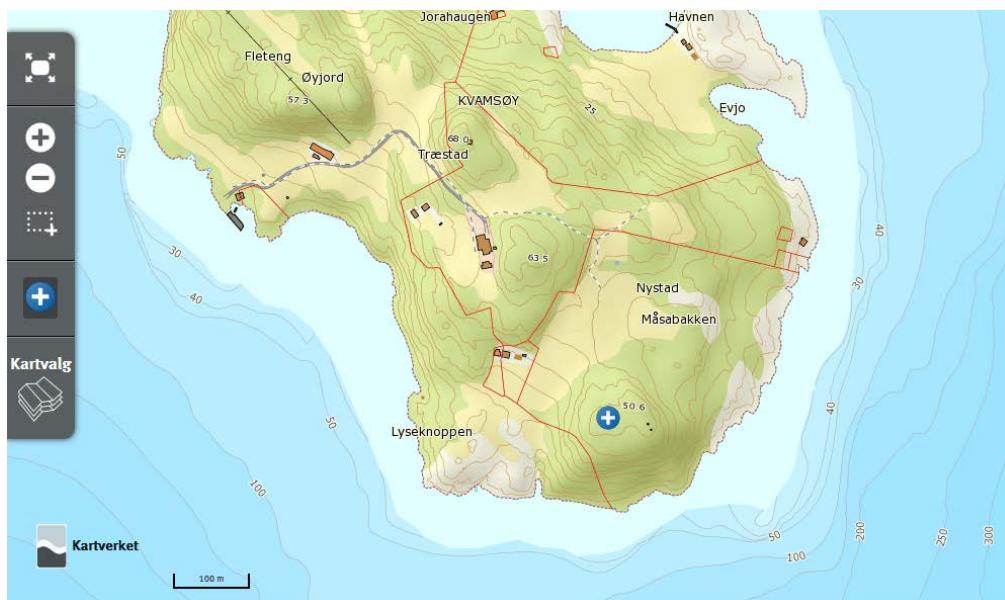 Jorahaugen
Havnen
Fleteng
Øyjord
57.3
KVAMSØY
25
Evjo
68.0
Træstad
50
63.5
30
40
Nystad
Måsabakken
40
30
Kartvalg
50.6
50
Lyseknoppen
40
100
50
100
200
250
300
Kartverket
100 m